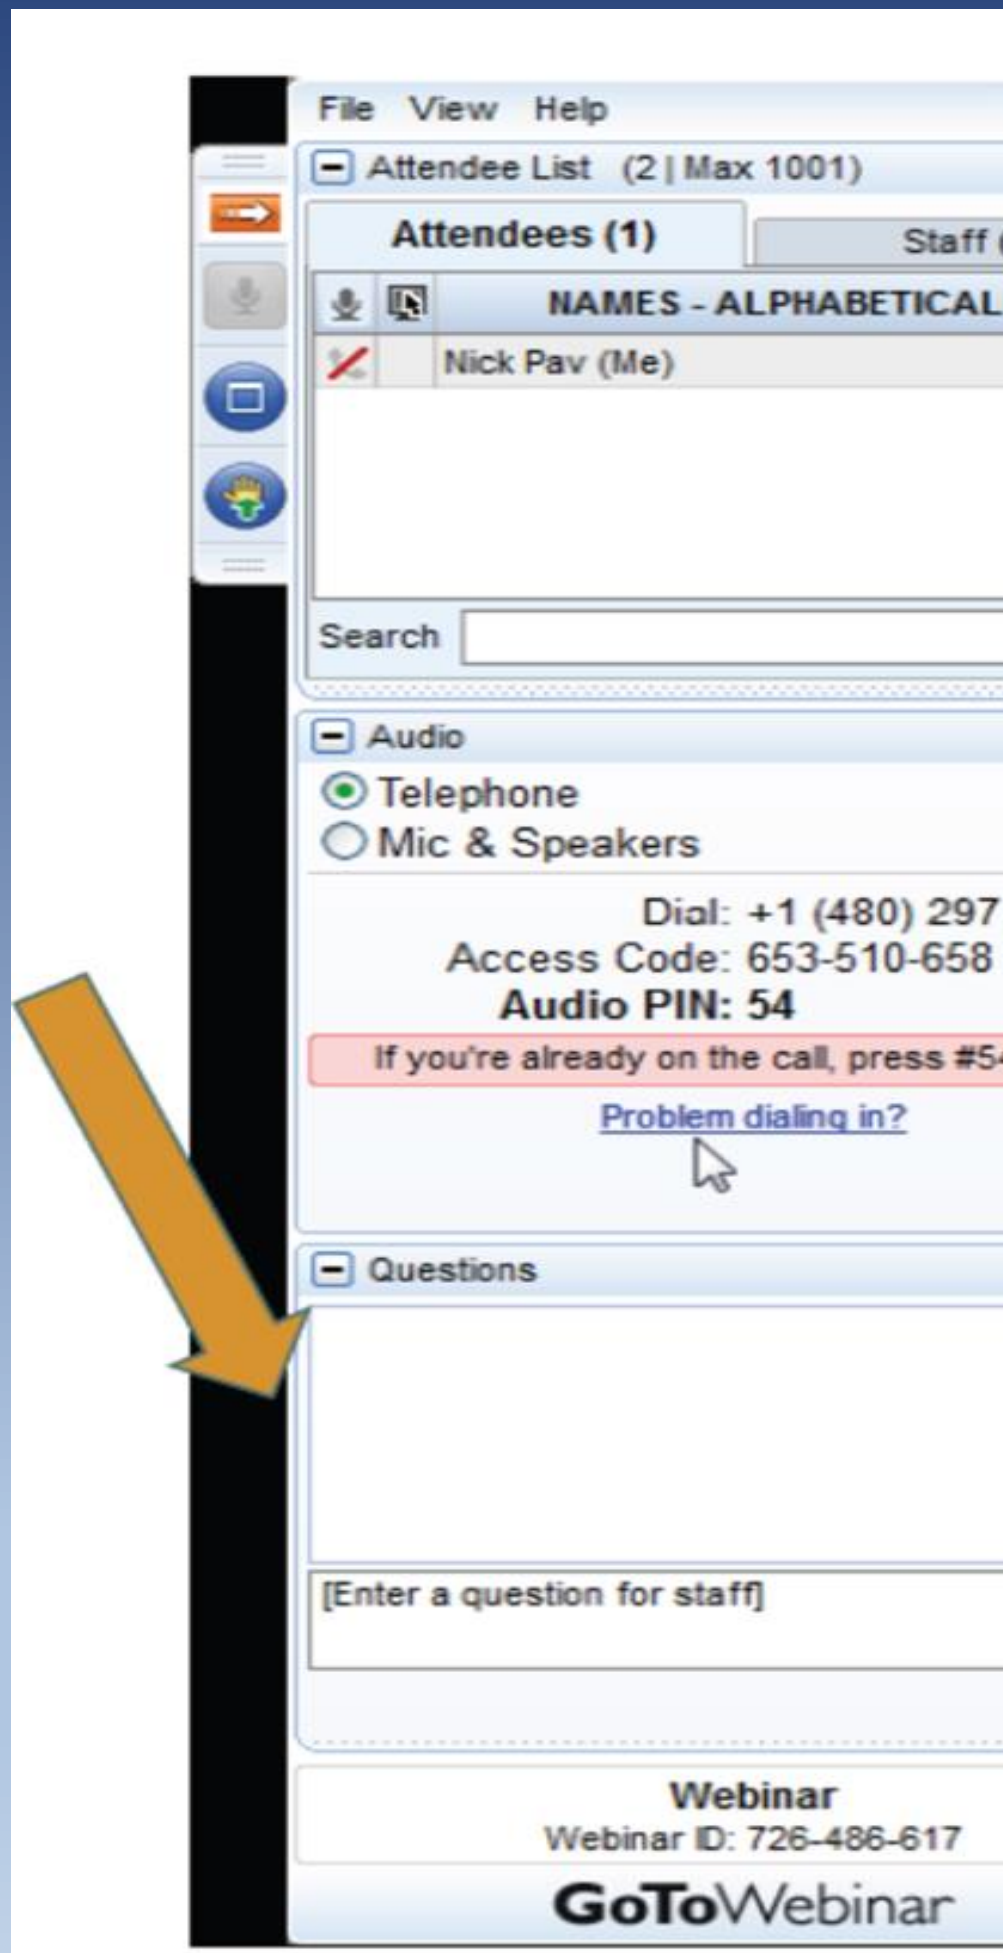 File View Help
Attendee List (2 | Max 1001)
Attendees (1) Staff (
NAMES - ALPHABETICAL
Nick Pav (Me)
Search
Audio
Telephone
Mic & Speakers
Dial: +1 (480) 297
Access Code: 653-510-658
Audio PIN: 54
If you're already on the call, press #54
Problem dialing in?
Questions
[Enter a question for staff]
Webinar
Webinar ID: 726-486-617
GoToWebinar